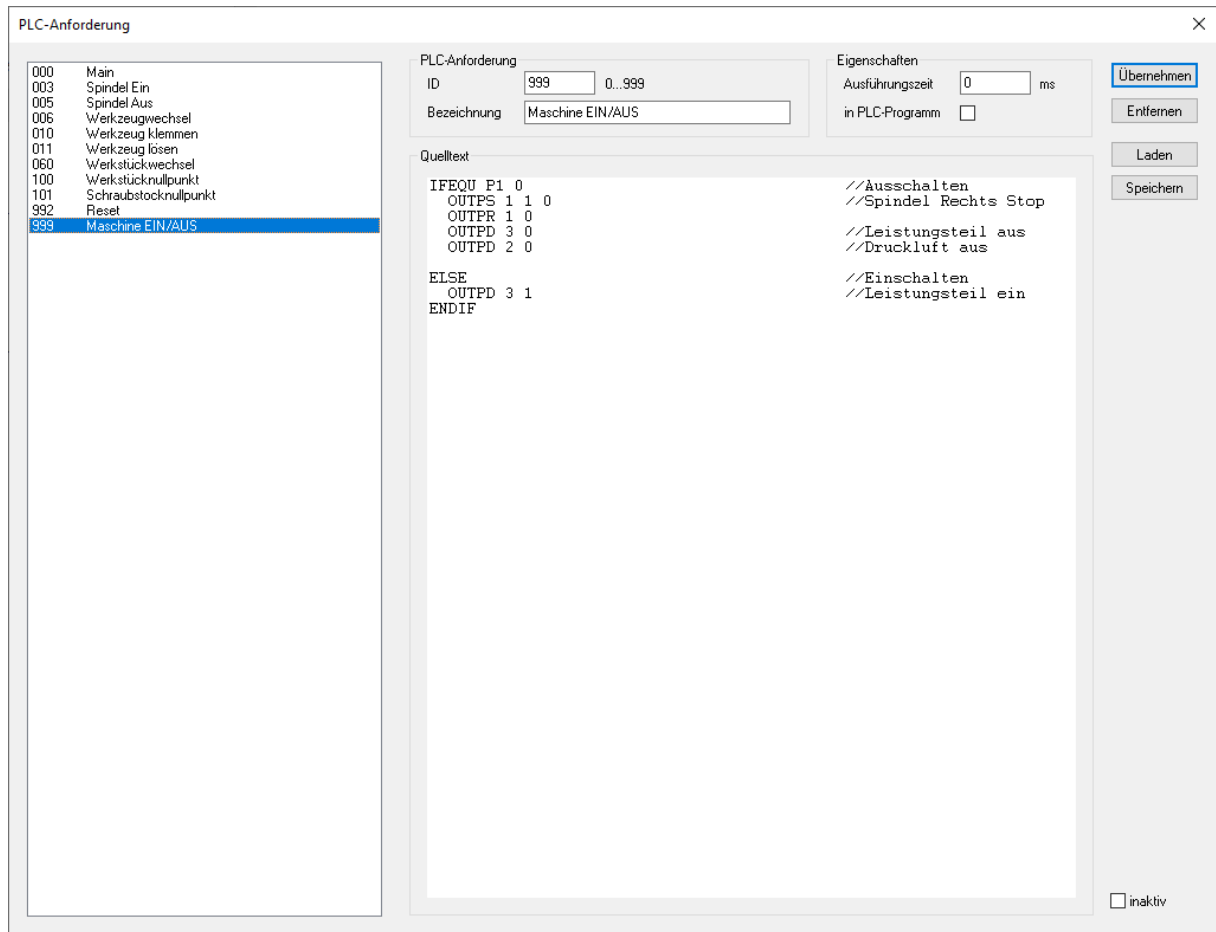 PLC-Anforderung
000 Main
003 Spindel Ein
005 Spindel Aus
006 Werkzeugwechsel
010 Werkzeug klemmen
011 Werkzeug lösen
060 Werkstückwechsel
100 Werkstücknullpunkt
101 Schraubstocknullpunkt
992 Reset
999 Maschine EIN/AUS
PLC-Anforderung
ID 999 0...999
Bezeichnung Maschine EIN/AUS
Eigenschaften
Ausführungszeit 0 ms
in PLC-Programm
Übernehmen
Entfernen
Laden
Speichern
Quelltext
IFEQU P1 0 //Ausschalten
OUTPS 1 1 0 //Spindel Rechts Stop
OUTPR 1 0
OUTPD 3 0 //Leistungsteil aus
OUTPD 2 0 //Druckluft aus
ELSE //Einschalten
OUTPD 3 1 //Leistungsteil ein
ENDIF
inaktiv